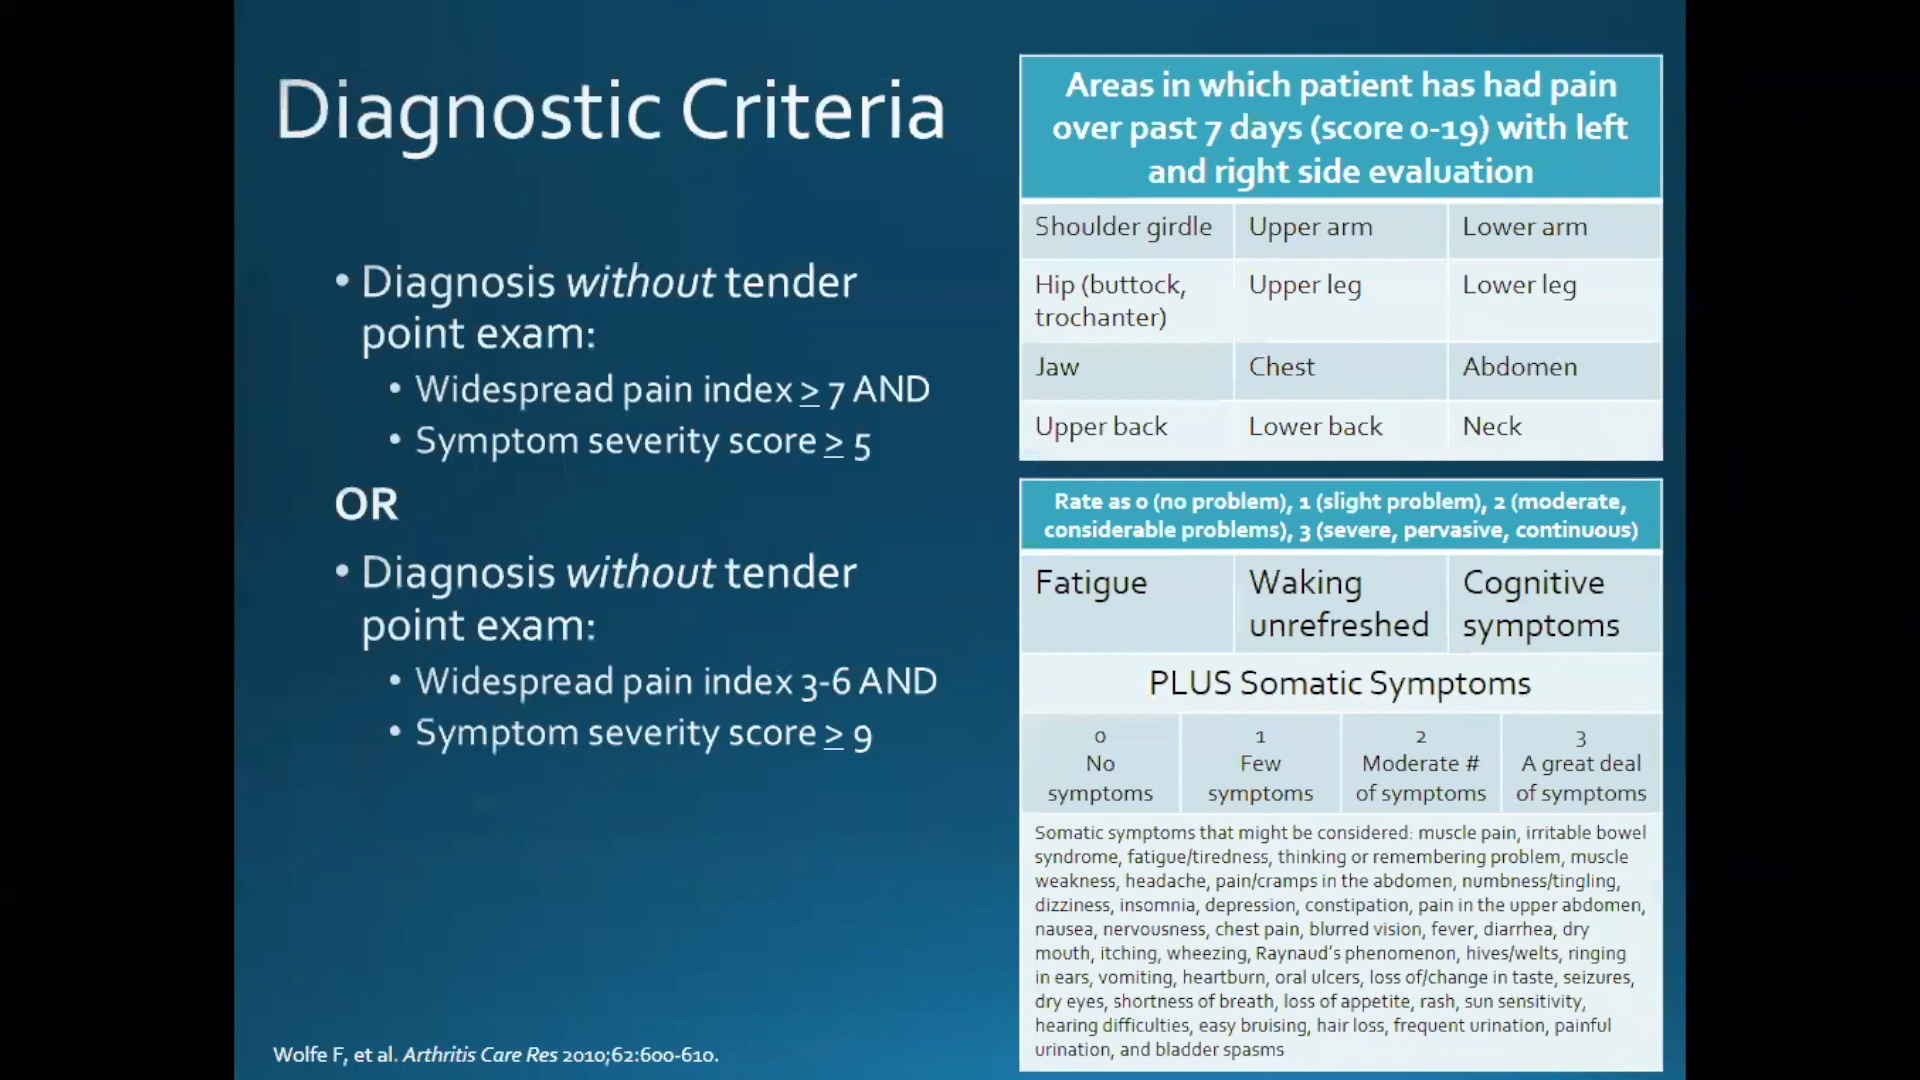 Diagnostic Criteria
• Diagnosis without tender
point exam:
• Widespread pain index ≥ 7 AND
• Symptom severity score ≥ 5
OR
• Diagnosis without tender
point exam:
• Widespread pain index 3-6 AND
• Symptom severity score ≥ 9
Wolfe F, et al. Arthritis Care Res 2010;62:600-610.
Areas in which patient has had pain
over past 7 days (score 0-19) with left
and right side evaluation
Shoulder girdle Upper arm Lower arm
Hip (buttock, Upper leg Lower leg
trochanter)
Jaw Chest Abdomen
Upper back Lower back Neck
Rate as 0 (no problem), 1 (slight problem), 2 (moderate,
considerable problems), 3 (severe, pervasive, continuous)
Fatigue Waking Cognitive
unrefreshed symptoms
PLUS Somatic Symptoms
0 1 2 3
No Few Moderate # A great deal
symptoms symptoms of symptoms of symptoms
Somatic symptoms that might be considered: muscle pain, irritable bowel
syndrome, fatigue/tiredness, thinking or remembering problem, muscle
weakness, headache, pain/cramps in the abdomen, numbness/tingling,
dizziness, insomnia, depression, constipation, pain in the upper abdomen,
nausea, nervousness, chest pain, blurred vision, fever, diarrhea, dry
mouth, itching, wheezing, Raynaud's phenomenon, hives/welts, ringing
in ears, vomiting, heartburn, oral ulcers, loss of/change in taste, seizures,
dry eyes, shortness of breath, loss of appetite, rash, sun sensitivity,
hearing difficulties, easy bruising, hair loss, frequent urination, painful
urination, and bladder spasms